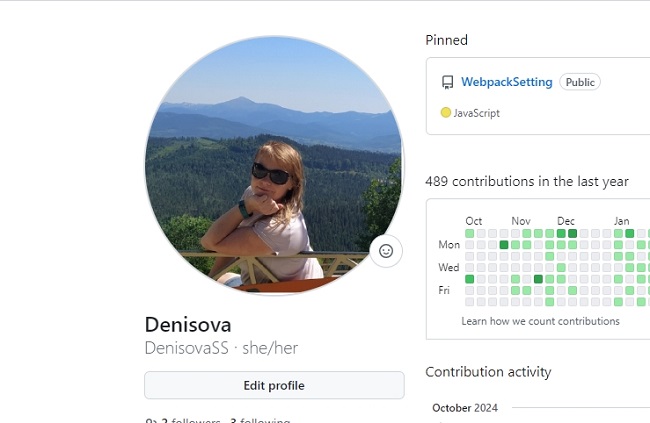 Pinned
WebpackSetting Public
JavaScript
489 contributions in the last year
Oct Nov Dec Jan
Mon
Wed
Fri
Learn how we count contributions
Denisova
DenisovaSS · she/her
Edit profile
2 followers · 3 following
Contribution activity
October 2024